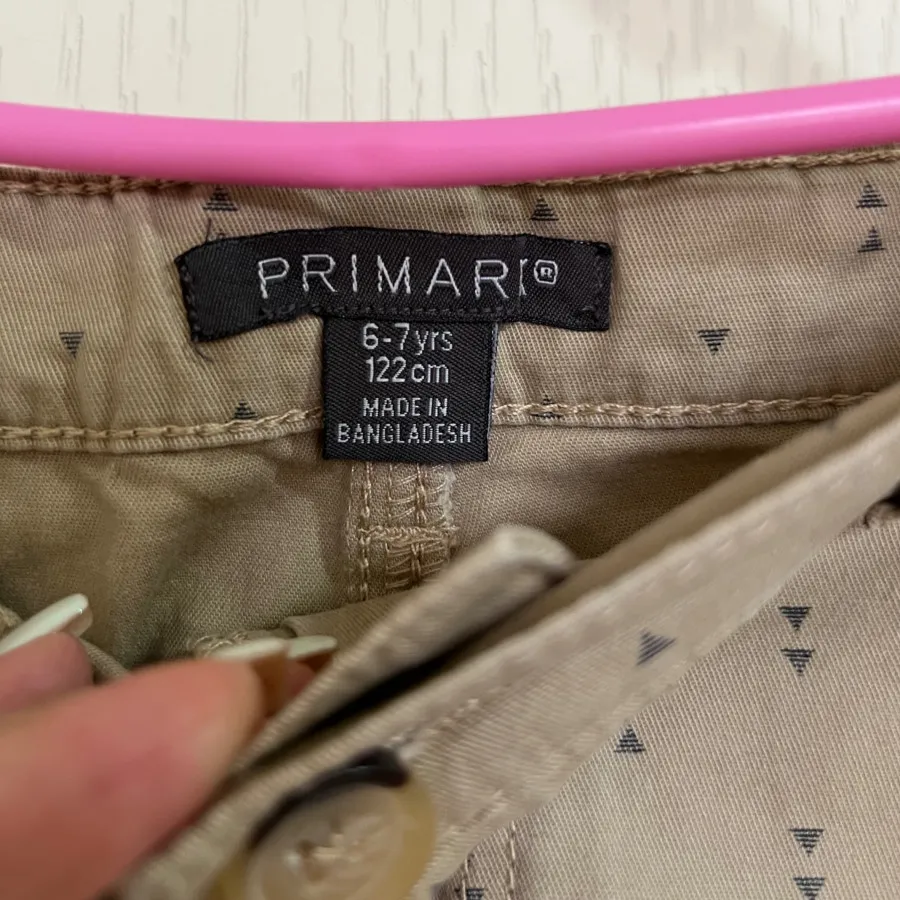 PRIMARK®
6-7yrs
122cm
MADE IN
BANGLADESH